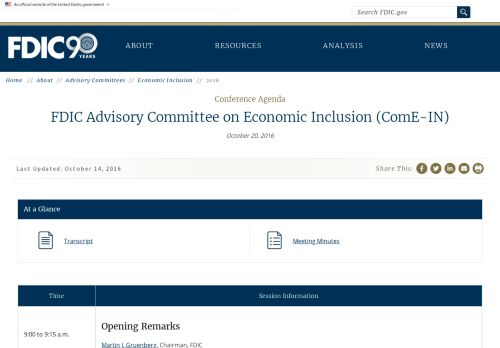 An official website of the United States government
Search FDIC.gov
FDIC 90 YEARS
ABOUT
RESOURCES
ANALYSIS
NEWS
Home // About // Advisory Committees // Economic Inclusion // 2016
Conference Agenda
FDIC Advisory Committee on Economic Inclusion (ComE-IN)
October 20, 2016
Last Updated: October 14, 2016
Share This:
At a Glance
Transcript
Meeting Minutes
Time
Session Information
9:00 to 9:15 a.m.
Opening Remarks
Martin J. Gruenberg, Chairman, FDIC